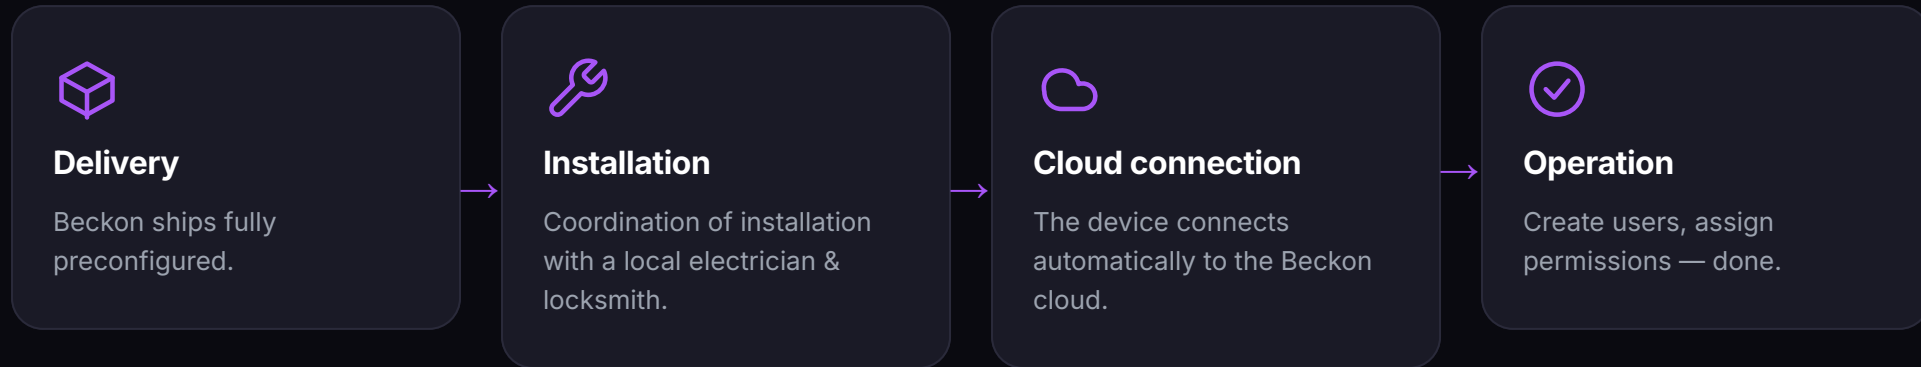 Delivery
Beckon ships fully
preconfigured.
Installation
Coordination of installation
with a local electrician &
locksmith.
Cloud connection
The device connects
automatically to the Beckon
cloud.
Operation
Create users, assign
permissions — done.